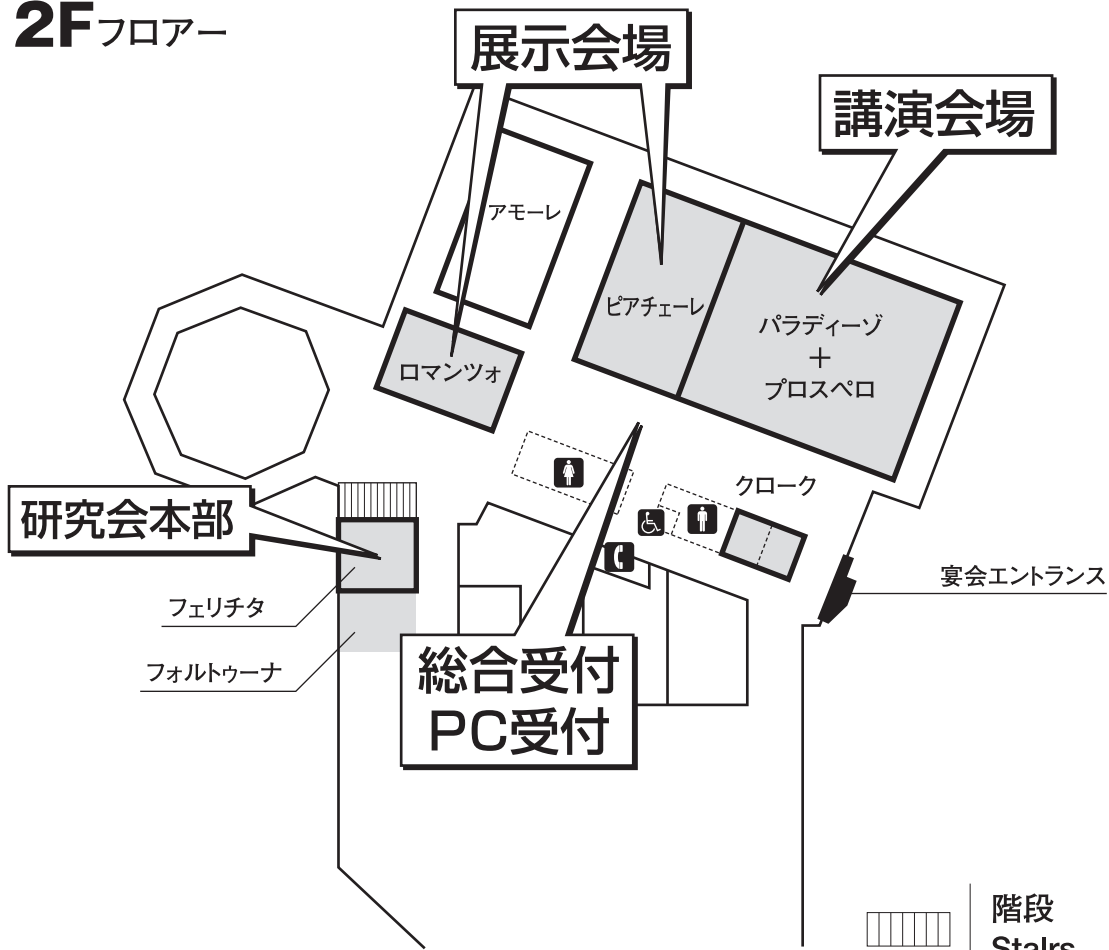 2Fフロアー
展示会場
講演会場
アモーレ
ピアチェーレ
パラディーゾ
+
プロスペロ
ロマンツォ
クローク
研究会本部
宴会エントランス
フェリチタ
フォルトゥーナ
総合受付
PC受付
階段
Stairs